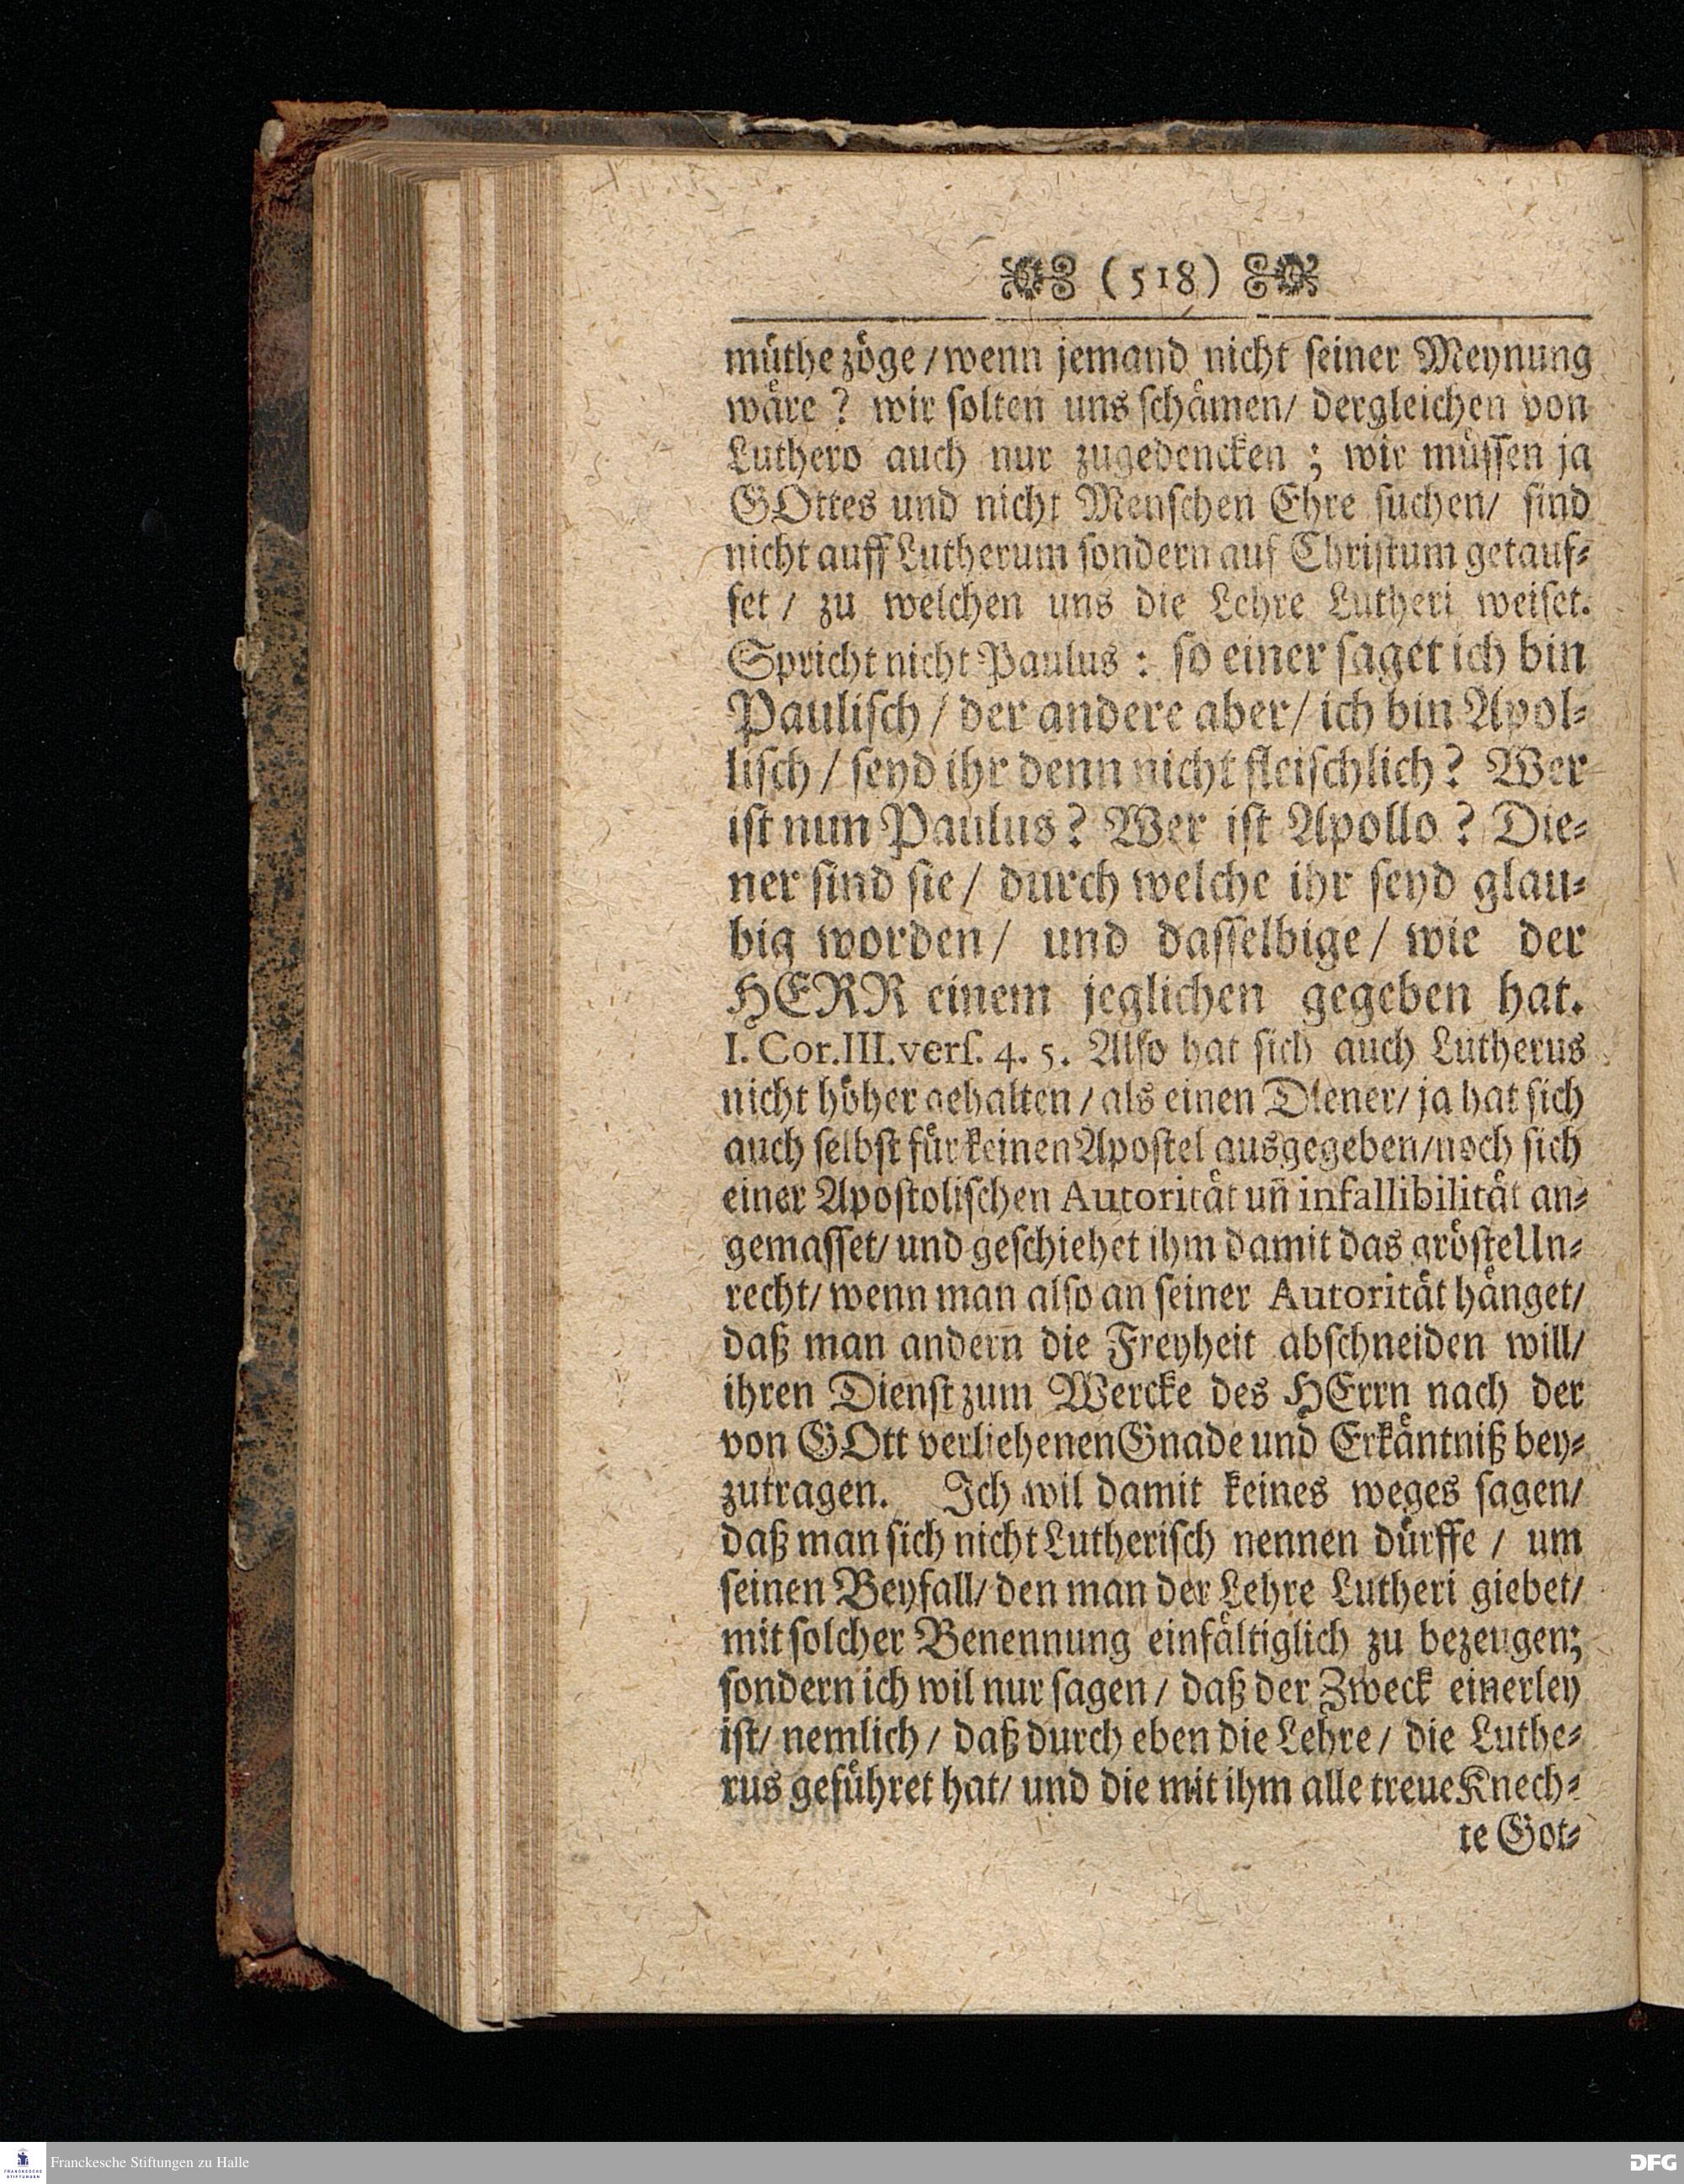 (518)
müthe zöge / wenn jemand nicht seiner Meynung
wäre ? wir solten uns schämen / dergleichen von
Luthero auch nur zugedencken ; wir müssen ja
GOttes und nicht Menschen Ehre suchen / sind
nicht auff Lutherum sondern auf Christum getauf-
fet / zu welchen uns die Lehre Lutheri weiset.
Spricht nicht Paulus : so einer saget ich bin
Paulisch / der andere aber / ich bin Apol-
lisch / seyd ihr denn nicht fleischlich? Wer
ist nun Paulus? Wer ist Apollo ? Die-
ner sind sie / durch welche ihr seyd glau-
big worden / und dasselbige / wie der
HERR einem jeglichen gegeben hat.
I. Cor.III. vers. 4. 5. Also hat sich auch Lutherus
nicht höher gehalten / als einen Diener / ja hat sich
auch selbst für keinen Apostel ausgegeben / noch sich
einer Apostolischen Autorität uñ infallibilität an-
gemasset / und geschiehet ihm damit das gröste Un-
recht / wenn man also an seiner Autorität hänget /
daß man andern die Freyheit abschneiden will /
ihren Dienst zum Wercke des HErrn nach der
von GOtt verliehenen Gnade und Erkäntniß bey-
zutragen. Ich wil damit keines weges sagen /
daß man sich nicht Lutherisch nennen dürffe / um
seinen Beyfall / den man der Lehre Lutheri giebet /
mit solcher Benennung einfältiglich zu bezeugen;
sondern ich wil nur sagen / daß der Zweck einerley
ist / nemlich / daß durch eben die Lehre / die Luthe-
rus geführet hat / und die mit ihm alle treue Knech-
te Got-
FRANCKESCHE STIFTUNGEN
Franckesche Stiftungen zu Halle
DFG